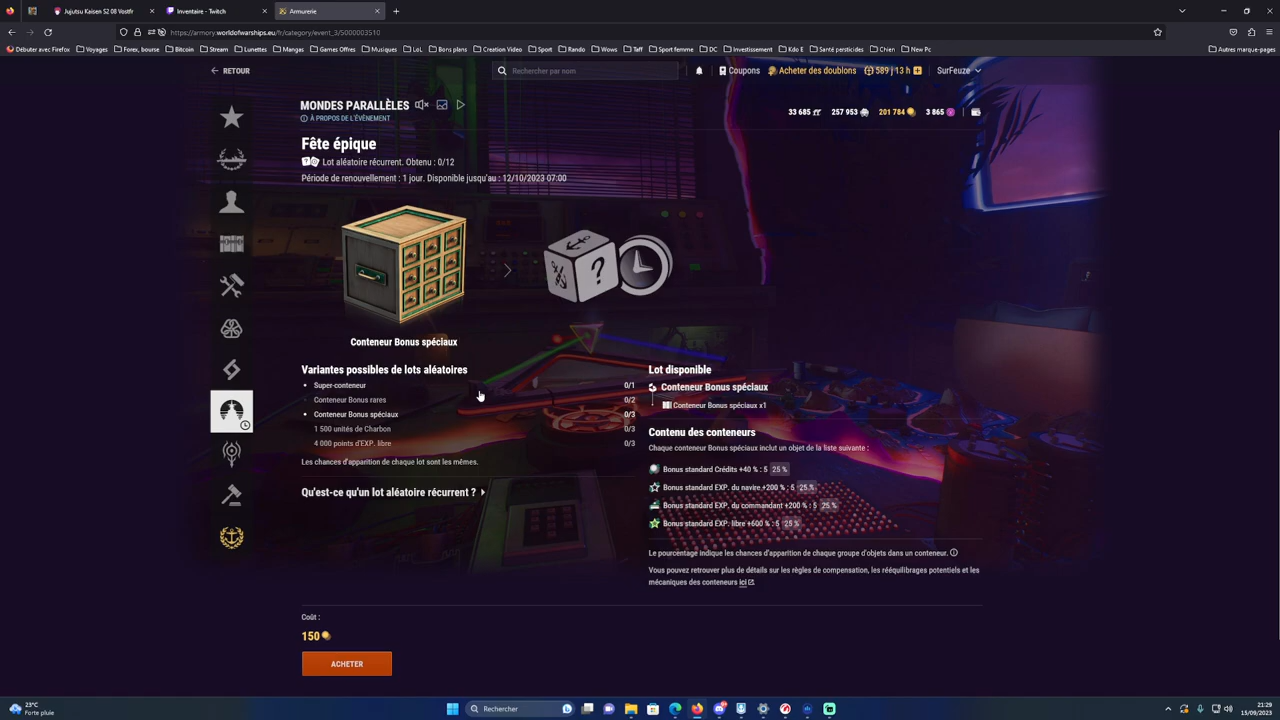 Jujutsu Kaisen S2 08 Vostfr
Inventaire - Twitch
Armurerie
https://armory.worldofwarships.eu/fr/category/event_3/5000003510
Débuter avec Firefox
Voyages
Forex, bourse
Bitcoin
Stream
Lunettes
Mangas
Games Offres
Musiques
LoL
Bons plans
Creation Video
Sport
Rando
Wows
Taff
Sport femme
DC
Investissement
Kdo E
Santé pesticides
Chien
New Pc
Autres marque-pages
RETOUR
Rechercher par nom
Coupons
Acheter des doublons
589 j 13 h
SurFeuze
MONDES PARALLÈLES
À PROPOS DE L'ÉVÈNEMENT
33 685
257 953
201 784
3 865
Fête épique
Lot aléatoire récurrent. Obtenu : 0/12
Période de renouvellement : 1 jour. Disponible jusqu'au : 12/10/2023 07:00
Conteneur Bonus spéciaux
Variantes possibles de lots aléatoires
Super-conteneur 0/1
Conteneur Bonus rares 0/2
Conteneur Bonus spéciaux 0/3
1 500 unités de Charbon 0/3
4 000 points d'EXP. libre 0/3
Les chances d'apparition de chaque lot sont les mêmes.
Qu'est-ce qu'un lot aléatoire récurrent ?
Lot disponible
Conteneur Bonus spéciaux
Conteneur Bonus spéciaux x1
Contenu des conteneurs
Chaque conteneur Bonus spéciaux inclut un objet de la liste suivante :
Bonus standard Crédits +40 % : 5 25 %
Bonus standard EXP. du navire +200 % : 5 25 %
Bonus standard EXP. du commandant +200 % : 5 25 %
Bonus standard EXP. libre +600 % : 5 25 %
Le pourcentage indique les chances d'apparition de chaque groupe d'objets dans un conteneur.
Vous pouvez retrouver plus de détails sur les règles de compensation, les rééquilibrages potentiels et les
mécaniques des conteneurs ici
Coût :
150
ACHETER
23°C
Forte pluie
Rechercher
21:29
15/09/2023